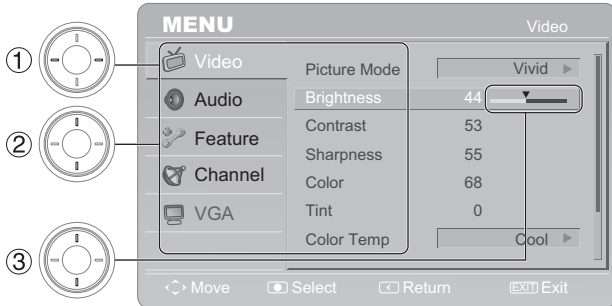 MENU Video
① Video Picture Mode Vivid
Audio Brightness 44
② Feature Contrast 53
Sharpness 55
Channel Color 68
VGA Tint 0
③ Color Temp Cool
Move Select Return EXIT Exit